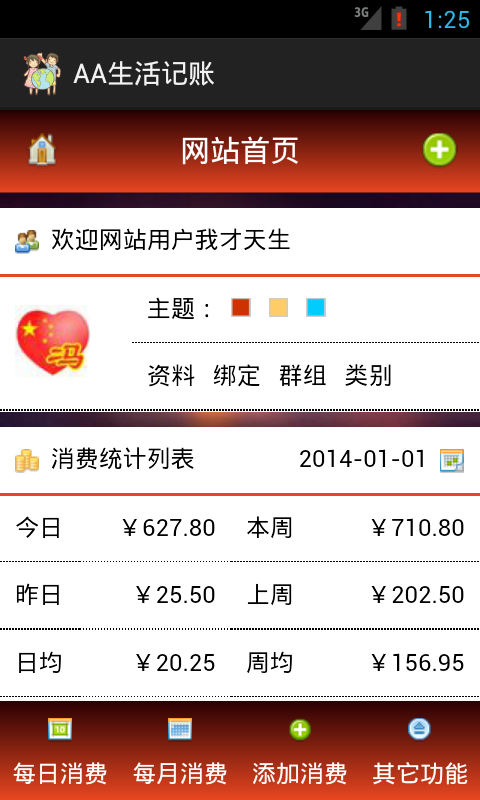 3G 1:25
AA生活记账
网站首页
欢迎网站用户我才天生
主题：
冯
资料 绑定 群组 类别
消费统计列表 2014-01-01
今日 ￥627.80 本周 ￥710.80
昨日 ￥25.50 上周 ￥202.50
日均 ￥20.25 周均 ￥156.95
10
每日消费 每月消费 添加消费 其它功能